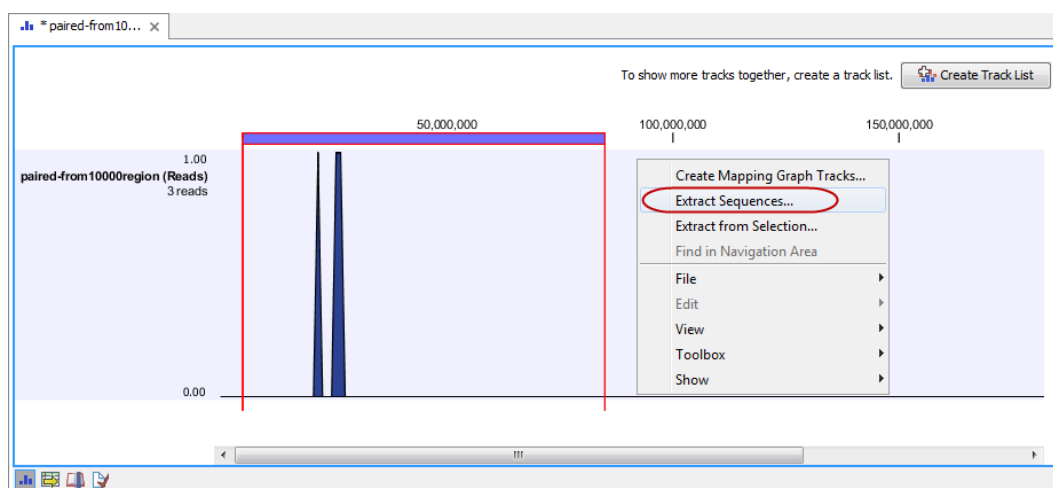 * paired-from10...
To show more tracks together, create a track list.
Create Track List
50,000,000
100,000,000
150,000,000
1.00
paired-from10000region (Reads)
3 reads
0.00
Create Mapping Graph Tracks...
Extract Sequences...
Extract from Selection...
Find in Navigation Area
File
Edit
View
Toolbox
Show